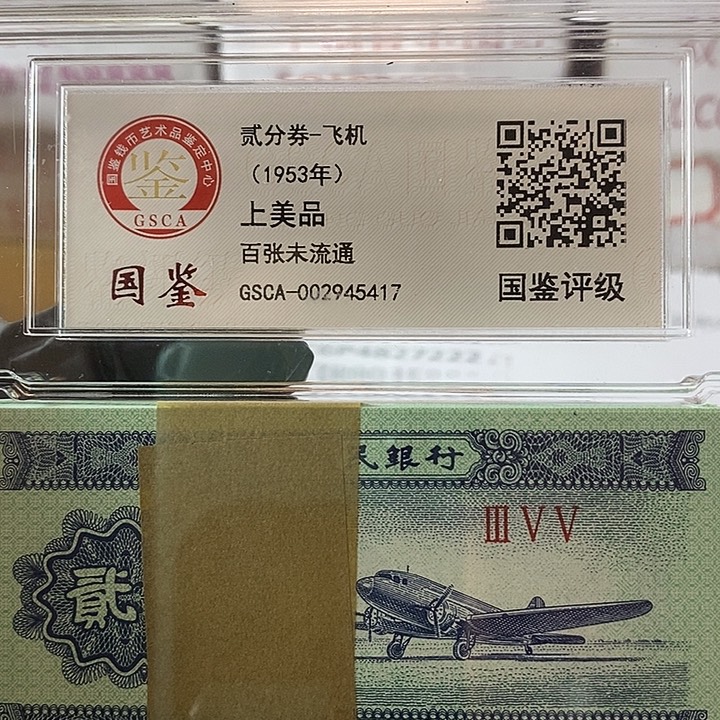 国鉴钱币艺术品鉴定中心
鉴
GSCA
国鉴
贰分券-飞机
（1953年）
上美品
百张未流通
GSCA-002945417
国鉴评级
民银行
ⅢⅤⅤ
貳